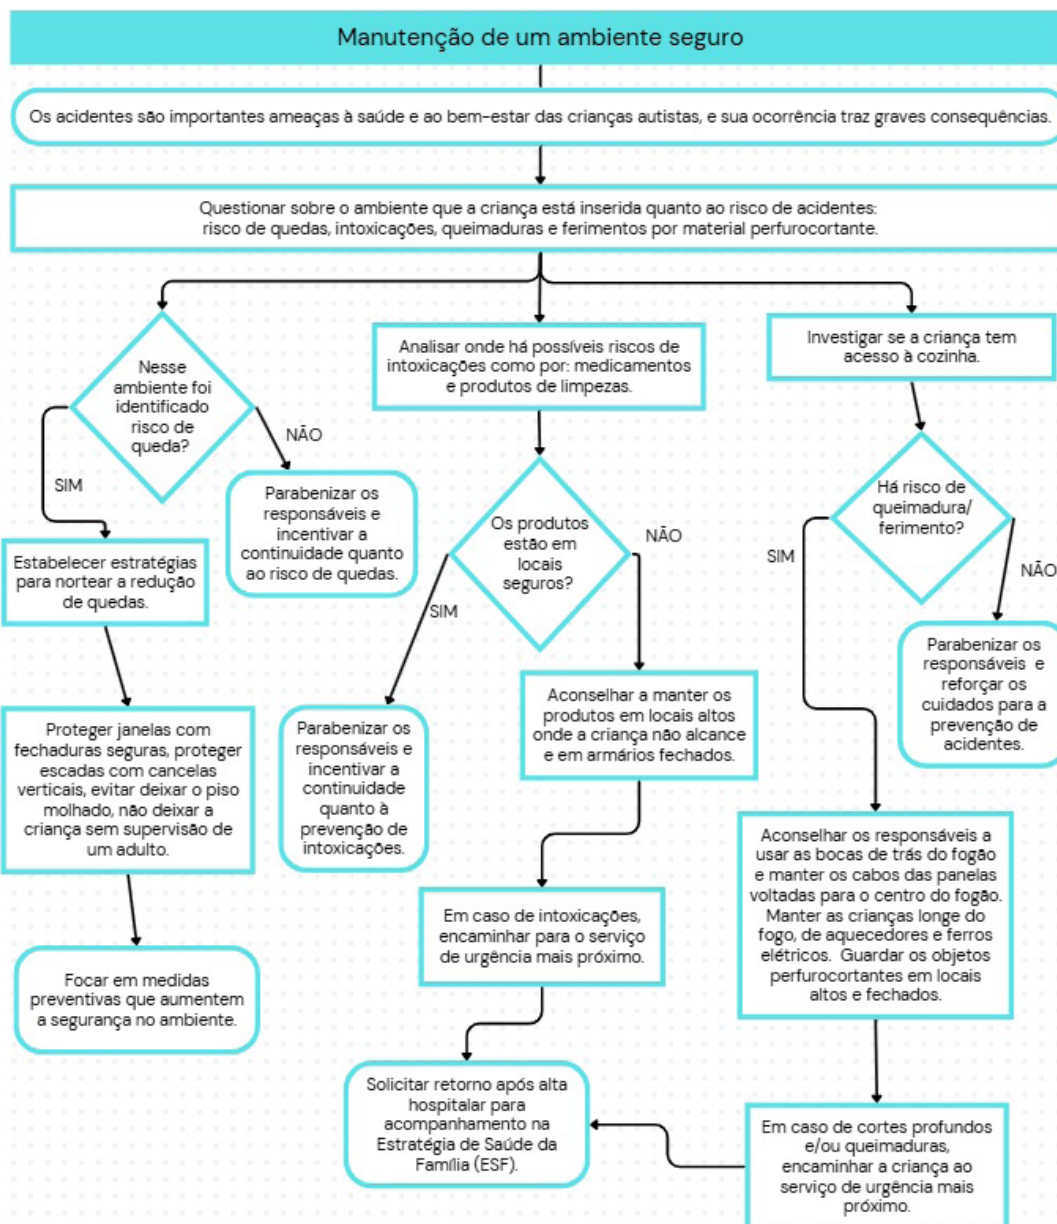 Manutenção de um ambiente seguro
Os acidentes são importantes ameaças à saúde e ao bem-estar das crianças autistas, e sua ocorrência traz graves consequências.
Questionar sobre o ambiente que a criança está inserida quanto ao risco de acidentes:
risco de quedas, intoxicações, queimaduras e ferimentos por material perfurocortante.
Nesse
ambiente foi
identificado
risco de
queda?
SIM
NÃO
Parabenizar os
responsáveis e
incentivar a
continuidade quanto
ao risco de quedas.
Estabelecer estratégias
para nortear a redução
de quedas.
Proteger janelas com
fechaduras seguras, proteger
escadas com cancelas
verticais, evitar deixar o piso
molhado, não deixar a
criança sem supervisão de
um adulto.
Focar em medidas
preventivas que aumentem
a segurança no ambiente.
Analisar onde há possíveis riscos de
intoxicações como por: medicamentos
e produtos de limpezas.
Os produtos
estão em
locais
seguros?
SIM
NÃO
Parabenizar os
responsáveis e
incentivar a
continuidade
quanto à
prevenção de
intoxicações.
Aconselhar a manter os
produtos em locais altos
onde a criança não alcance
e em armários fechados.
Em caso de intoxicações,
encaminhar para o serviço
de urgência mais próximo.
Solicitar retorno após alta
hospitalar para
acompanhamento na
Estratégia de Saúde da
Família (ESF).
Investigar se a criança tem
acesso à cozinha.
Há risco de
queimadura/
ferimento?
SIM
NÃO
Parabenizar os
responsáveis e
reforçar os
cuidados para a
prevenção de
acidentes.
Aconselhar os responsáveis a
usar as bocas de trás do fogão
e manter os cabos das panelas
voltadas para o centro do fogão.
Manter as crianças longe do
fogo, de aquecedores e ferros
elétricos. Guardar os objetos
perfurocortantes em locais
altos e fechados.
Em caso de cortes profundos
e/ou queimaduras,
encaminhar a criança ao
serviço de urgência mais
próximo.